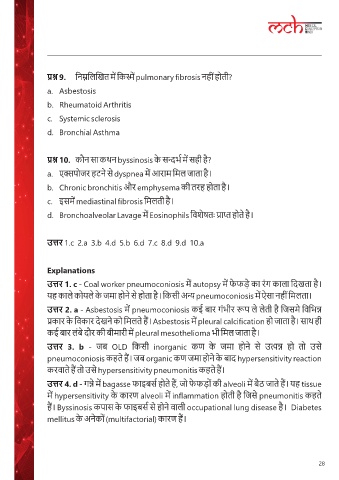 mch
प्रश्न 9. निम्नलिखित में किस्में pulmonary fibrosis नहीं होती?
a. Asbestosis
b. Rheumatoid Arthritis
c. Systemic sclerosis
d. Bronchial Asthma
प्रश्न 10. कौन सा कथन byssinosis के सन्दर्भ में सही है?
a. एक्सपोजर हटने से dyspnea में आराम मिल जाता है।
b. Chronic bronchitis और emphysema की तरह होता है।
c. इसमें mediastinal fibrosis मिलती है।
d. Bronchoalveolar Lavage में Eosinophils विशेषतः प्राप्त होते है।
उत्तर 1.c 2.a 3.b 4.d 5.b 6.d 7.c 8.d 9.d 10.a
Explanations
उत्तर 1. c - Coal worker pneumoconiosis में autopsy में फेफड़े का रंग काला दिखता है।
यह काले कोयले के जमा होने से होता है। किसी अन्य pneumoconiosis में ऐसा नहीं मिलता।
उत्तर 2. a - Asbestosis में pneumoconiosis कई बार गंभीर रूप ले लेती है जिसमे विभिन्न
प्रकार के विकार देखने को मिलते हैं। Asbestosis में pleural calcification हो जाता है। साथ ही
कई बार लंबे दौर की बीमारी में pleural mesothelioma भी मिल जाता है।
उत्तर 3. b - जब OLD किसी inorganic कण के जमा होने से उत्पन्न हो तो उसे
pneumoconiosis कहते हैं। जब organic कण जमा होने के बाद hypersensitivity reaction
करवाते हैं तो उसे hypersensitivity pneumonitis कहते हैं।
उत्तर 4. d - गन्ने में bagasse फाइबर्स होते हैं, जो फेफड़ों की alveoli में बैठ जाते हैं। यह tissue
में hypersensitivity के कारण alveoli में inflammation होती है जिसे pneumonitis कहते
हैं। Byssinosis कपास के फाइबर्स से होने वाली occupational lung disease है। Diabetes
mellitus के अनेकों (multifactorial) कारण हैं।
28